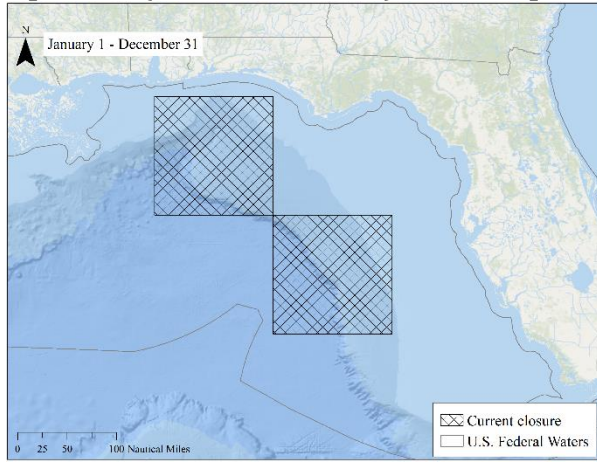 N
January 1 - December 31
Current closure
U.S. Federal Waters
0 25 50 100 Nautical Miles